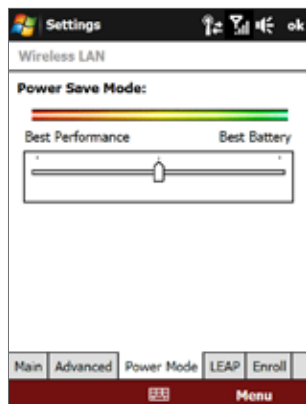 Settings ok
Wireless LAN
Power Save Mode:
Best Performance Best Battery
Main Advanced Power Mode LEAP Enroll
Menu